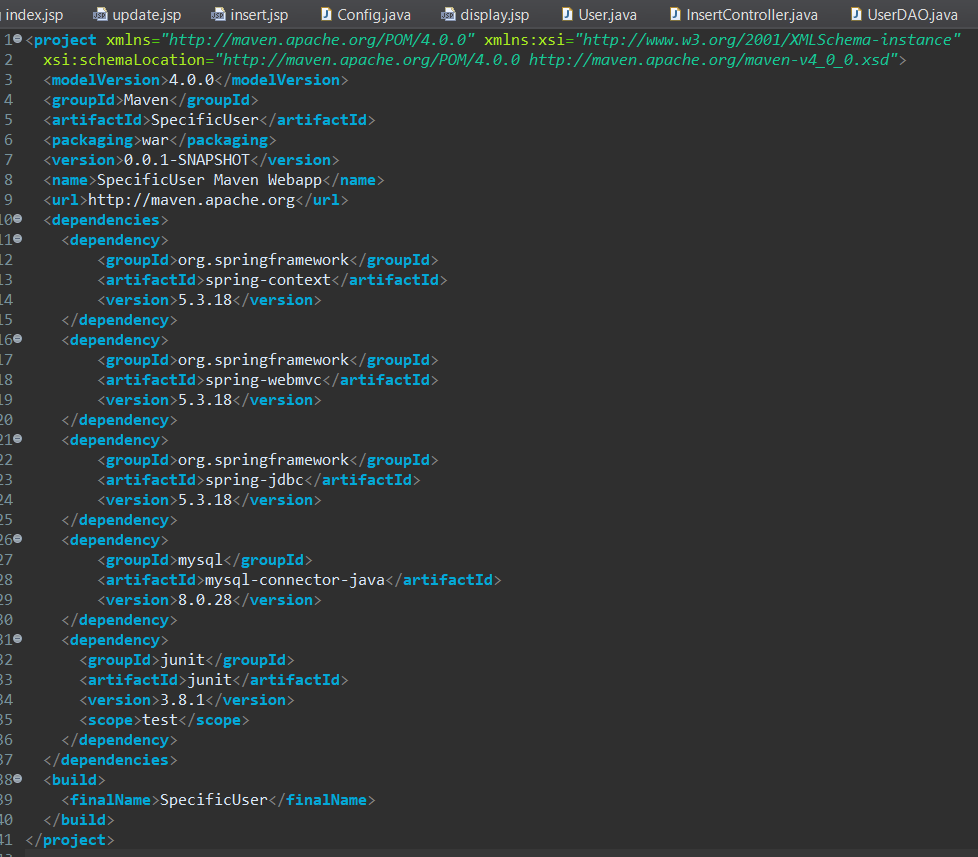 index.jsp update.jsp insert.jsp Config.java display.jsp User.java InsertController.java UserDAO.java
1 <project xmlns="http://maven.apache.org/POM/4.0.0" xmlns:xsi="http://www.w3.org/2001/XMLSchema-instance"
2 xsi:schemaLocation="http://maven.apache.org/POM/4.0.0 http://maven.apache.org/maven-v4_0_0.xsd">
3 <modelVersion>4.0.0</modelVersion>
4 <groupId>Maven</groupId>
5 <artifactId>SpecificUser</artifactId>
6 <packaging>war</packaging>
7 <version>0.0.1-SNAPSHOT</version>
8 <name>SpecificUser Maven Webapp</name>
9 <url>http://maven.apache.org</url>
10 <dependencies>
11 <dependency>
12 <groupId>org.springframework</groupId>
13 <artifactId>spring-context</artifactId>
14 <version>5.3.18</version>
15 </dependency>
16 <dependency>
17 <groupId>org.springframework</groupId>
18 <artifactId>spring-webmvc</artifactId>
19 <version>5.3.18</version>
20 </dependency>
21 <dependency>
22 <groupId>org.springframework</groupId>
23 <artifactId>spring-jdbc</artifactId>
24 <version>5.3.18</version>
25 </dependency>
26 <dependency>
27 <groupId>mysql</groupId>
28 <artifactId>mysql-connector-java</artifactId>
29 <version>8.0.28</version>
30 </dependency>
31 <dependency>
32 <groupId>junit</groupId>
33 <artifactId>junit</artifactId>
34 <version>3.8.1</version>
35 <scope>test</scope>
36 </dependency>
37 </dependencies>
38 <build>
39 <finalName>SpecificUser</finalName>
40 </build>
41 </project>